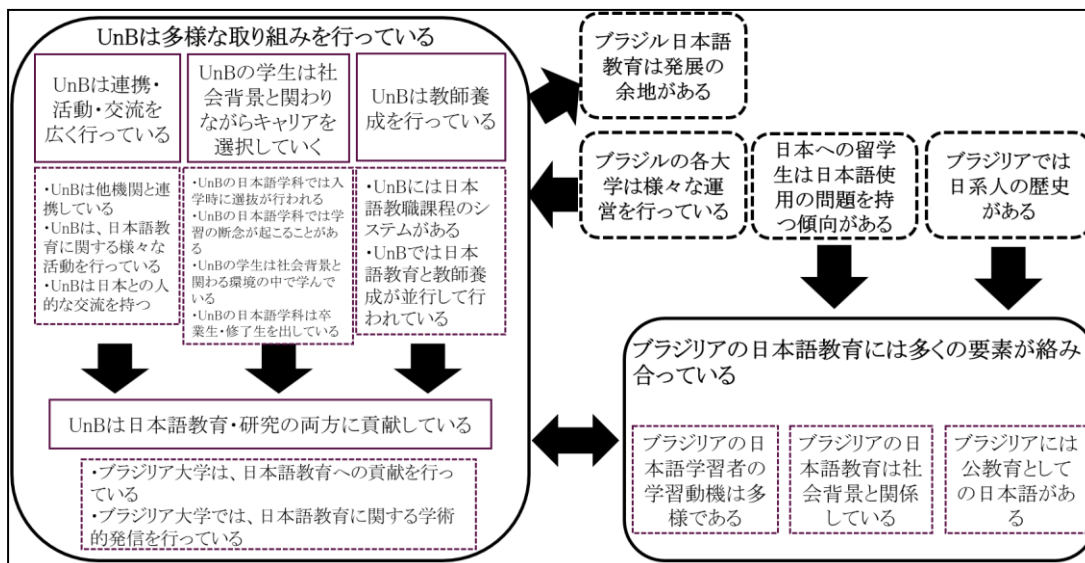 UnBは多様な取り組みを行っている
UnBは連携・
活動・交流を
広く行っている
UnBの学生は社
会背景と関わり
ながらキャリアを
選択していく
UnBは教師養
成を行っている
・UnBは他機関と連
携している
・UnBは、日本語教
育に関する様々な
活動を行っている
・UnBは日本との人
的な交流を持つ
・UnBの日本語学科では入
学時に選抜が行われる
・UnBの日本語学科では学
習の断念が起こることがあ
る
・UnBの学生は社会背景と
関わる環境の中で学んで
いる
・UnBの日本語学科は卒
業生・修了生を出している
・UnBには日本
語教職課程のシ
ステムがある
・UnBでは日本
語教育と教師養
成が並行して行
われている
UnBは日本語教育・研究の両方に貢献している
・ブラジリア大学は、日本語教育への貢献を行っ
ている
・ブラジリア大学では、日本語教育に関する学術
的発信を行っている
ブラジル日本語
教育は発展の
余地がある
ブラジルの各大
学は様々な運
営を行っている
日本への留学
生は日本語使
用の問題を持
つ傾向がある
ブラジリアでは
日系人の歴史
がある
ブラジリアの日本語教育には多くの要素が絡み
合っている
ブラジリアの日
本語学習者の
学習動機は多
様である
ブラジリアの日
本語教育は社
会背景と関係
している
ブラジリアには
公教育として
の日本語があ
る